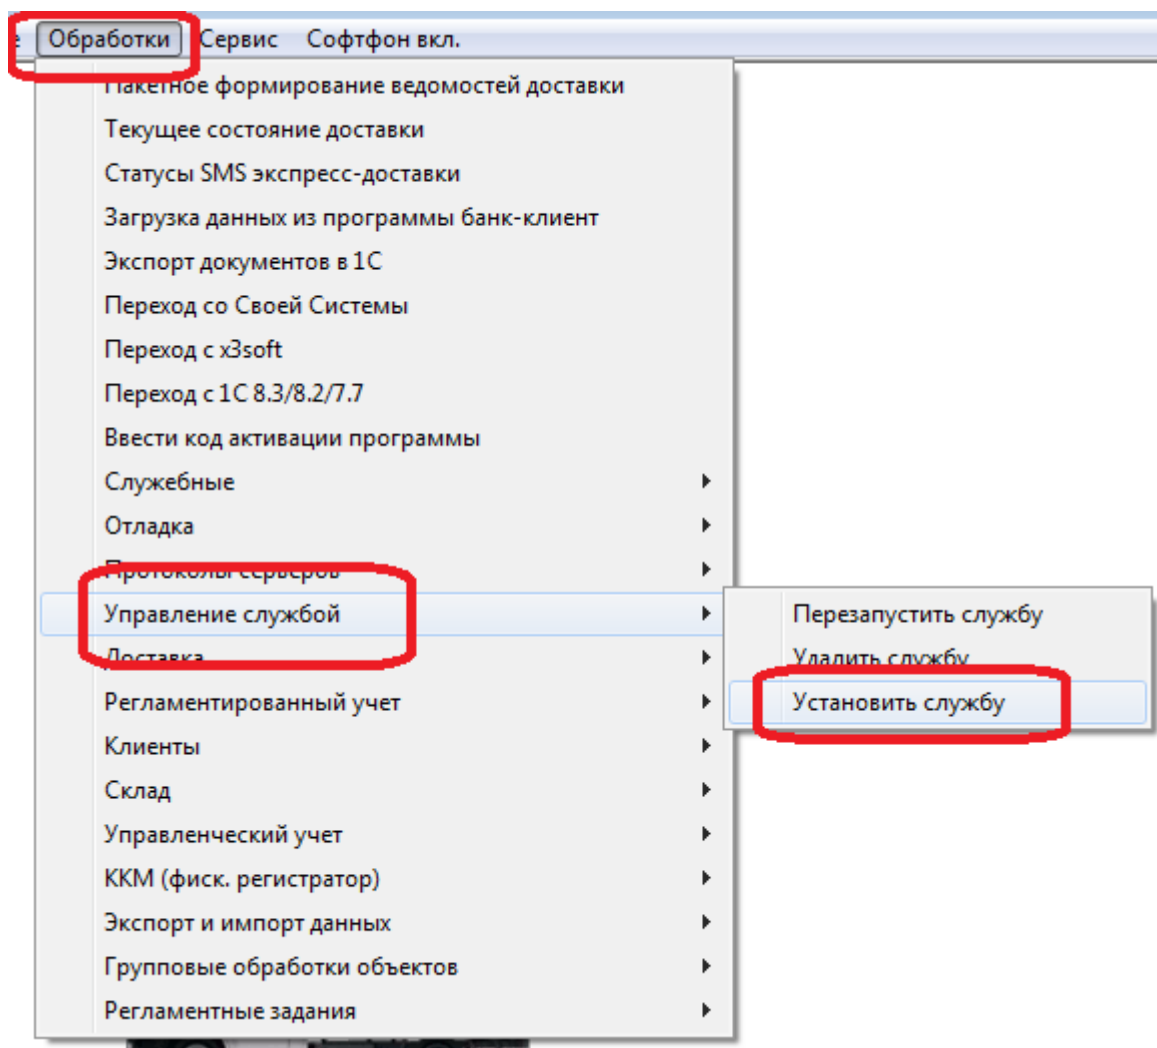 е Обработки Сервис Софтфон вкл.
Пакетное формирование ведомостей доставки
Текущее состояние доставки
Статусы SMS экспресс-доставки
Загрузка данных из программы банк-клиент
Экспорт документов в 1С
Переход со Своей Системы
Переход с x3soft
Переход с 1С 8.3/8.2/7.7
Ввести код активации программы
Служебные
Отладка
Протоколы серверов
Управление службой
Доставка
Регламентированный учет
Клиенты
Склад
Управленческий учет
ККМ (фиск. регистратор)
Экспорт и импорт данных
Групповые обработки объектов
Регламентные задания
Перезапустить службу
Удалить службу
Установить службу